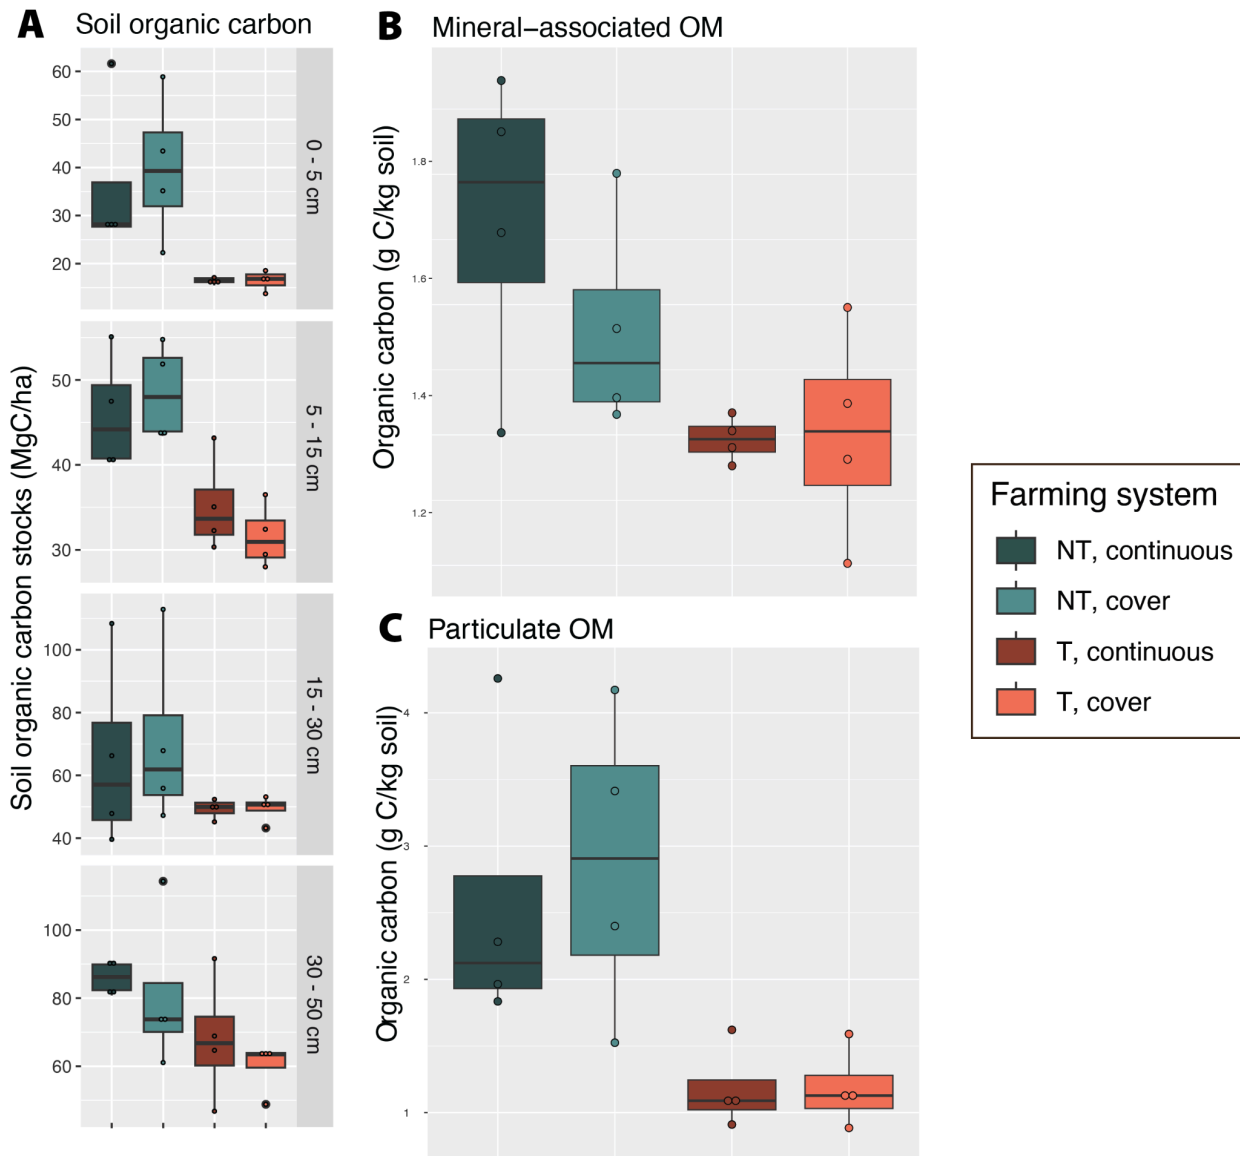 A Soil organic carbon
Soil organic carbon stocks (MgC/ha)
60
50
40
30
20
0 - 5 cm
50
40
30
5 - 15 cm
100
80
60
40
15 - 30 cm
100
80
60
30 - 50 cm
B Mineral–associated OM
Organic carbon (g C/kg soil)
1.8
1.6
1.4
1.2
C Particulate OM
Organic carbon (g C/kg soil)
4
3
2
1
Farming system
NT, continuous
NT, cover
T, continuous
T, cover